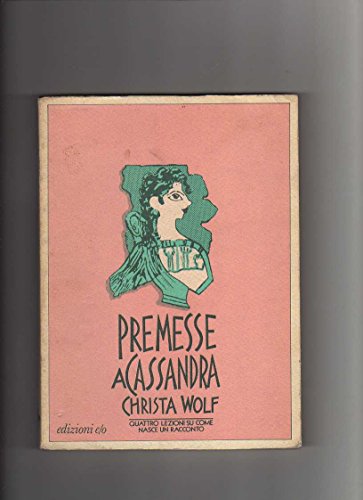 PREMESSE
A CASSANDRA
CHRISTA WOLF
QUATTRO LEZIONI SU COME
NASCE UN RACCONTO
edizioni e/o